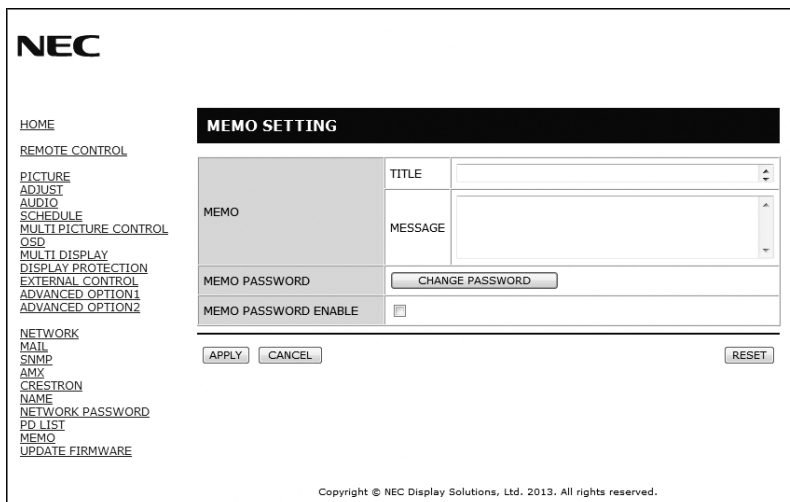 NEC
HOME
REMOTE CONTROL
PICTURE
ADJUST
AUDIO
SCHEDULE
MULTI PICTURE CONTROL
OSD
MULTI DISPLAY
DISPLAY PROTECTION
EXTERNAL CONTROL
ADVANCED OPTION1
ADVANCED OPTION2
NETWORK
MAIL
SNMP
AMX
CRESTRON
NAME
NETWORK PASSWORD
PD LIST
MEMO
UPDATE FIRMWARE
MEMO SETTING
MEMO
TITLE
MESSAGE
MEMO PASSWORD
CHANGE PASSWORD
MEMO PASSWORD ENABLE
APPLY
CANCEL
RESET
Copyright © NEC Display Solutions, Ltd. 2013. All rights reserved.